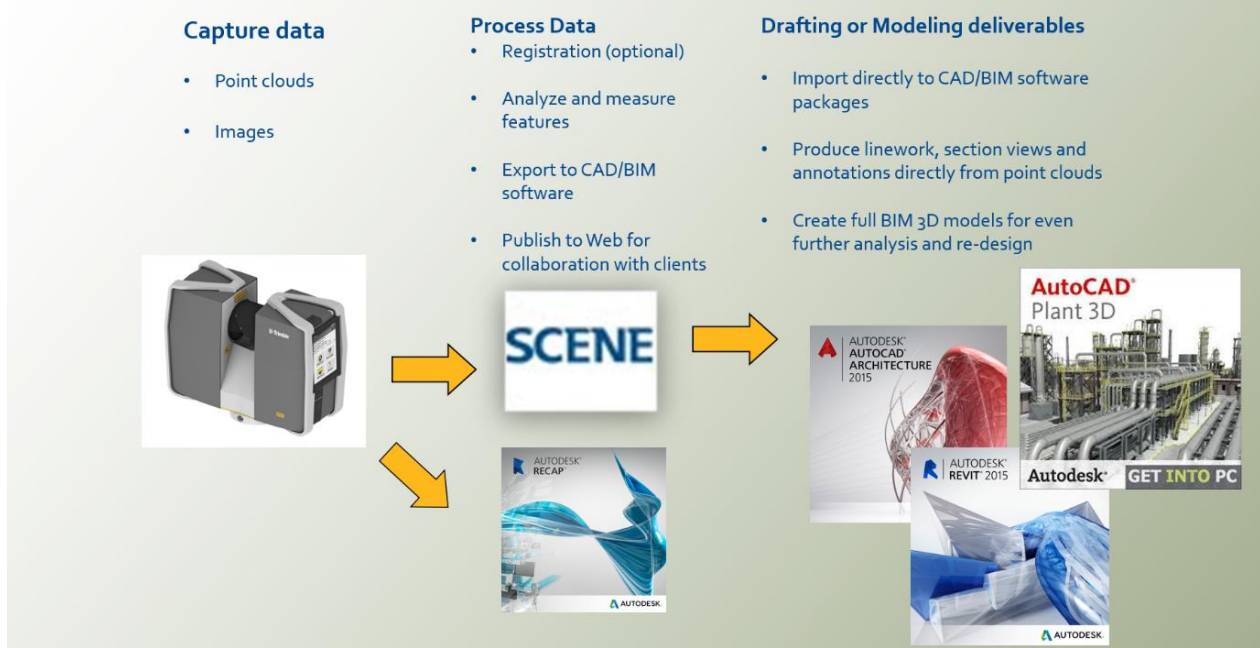 Capture data
• Point clouds
• Images
Process Data
• Registration (optional)
• Analyze and measure
features
• Export to CAD/BIM
software
• Publish to Web for
collaboration with clients
Drafting or Modeling deliverables
• Import directly to CAD/BIM software
packages
• Produce linework, section views and
annotations directly from point clouds
• Create full BIM 3D models for even
further analysis and re-design
Trimble
SCENE
AUTODESK®
RECAP™
AUTODESK
AUTODESK®
AUTOCAD®
ARCHITECTURE
2015
AUTODESK®
REVIT® 2015
AUTODESK.
AutoCAD®
Plant 3D
Autodesk®
GET INTO PC